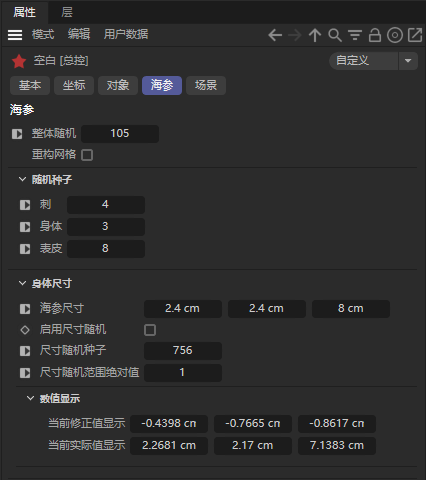 属性 层
模式 编辑 用户数据
空白 [总控] 自定义
基本 坐标 对象 海参 场景
海参
整体随机 105
重构网格
随机种子
刺 4
身体 3
表皮 8
身体尺寸
海参尺寸 2.4 cm 2.4 cm 8 cm
启用尺寸随机
尺寸随机种子 756
尺寸随机范围绝对值 1
数值显示
当前修正值显示 -0.4398 cm -0.7665 cm -0.8617 cm
当前实际值显示 2.2681 cm 2.17 cm 7.1383 cm